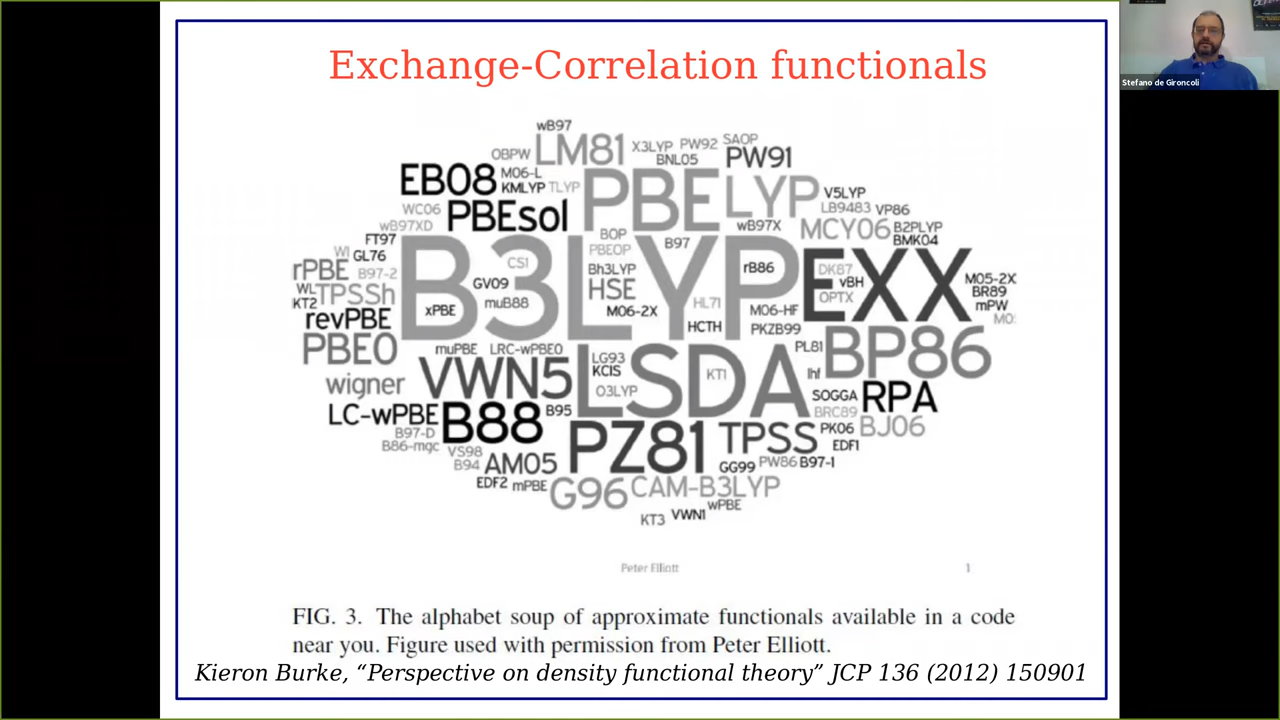 Exchange-Correlation functionals
Stefano de Gironcoli
wB97
OBPW LM81 X3LYP PW92 SAOP
BNL05 PW91
EB08 M06-L
KMLYP TLYP PBE LYP V5LYP
WC06 PBEsol LB94&3 VP86
wB97XD BOP wB97X MCY06 B2PLYP
FT97 PBEOP B97 BMK04
WI GL76
B3LYP EXX
rPBE B97-2 CS1 Bh3LYP rB86 DK87 M05-2X
WL TPSSh GV09 HSE vBH BR89
KT2 xPBE muB88 M06-2X HL71 M06-HF OPTX mPW
revPBE HCTH PKZB99 MO
PBE0 muPBE LRC-wPBE0 LG93 PL81 BP86
wigner VWN5 KCIS LSDA KT1 lhf
O3LYP SOGGA RPA
LC-wPBE B88 B95 BRC89
B97-D PZ81 TPSS PK06 BJ06
B86-mgc VS98 EDF1
B94 AM05 GG99 PW86 B97-1
EDF2 mPBE G96 CAM-B3LYP
wPBE
KT3 VWN1
Peter Elliott 1
FIG. 3. The alphabet soup of approximate functionals available in a code
near you. Figure used with permission from Peter Elliott.
Kieron Burke, “Perspective on density functional theory” JCP 136 (2012) 150901